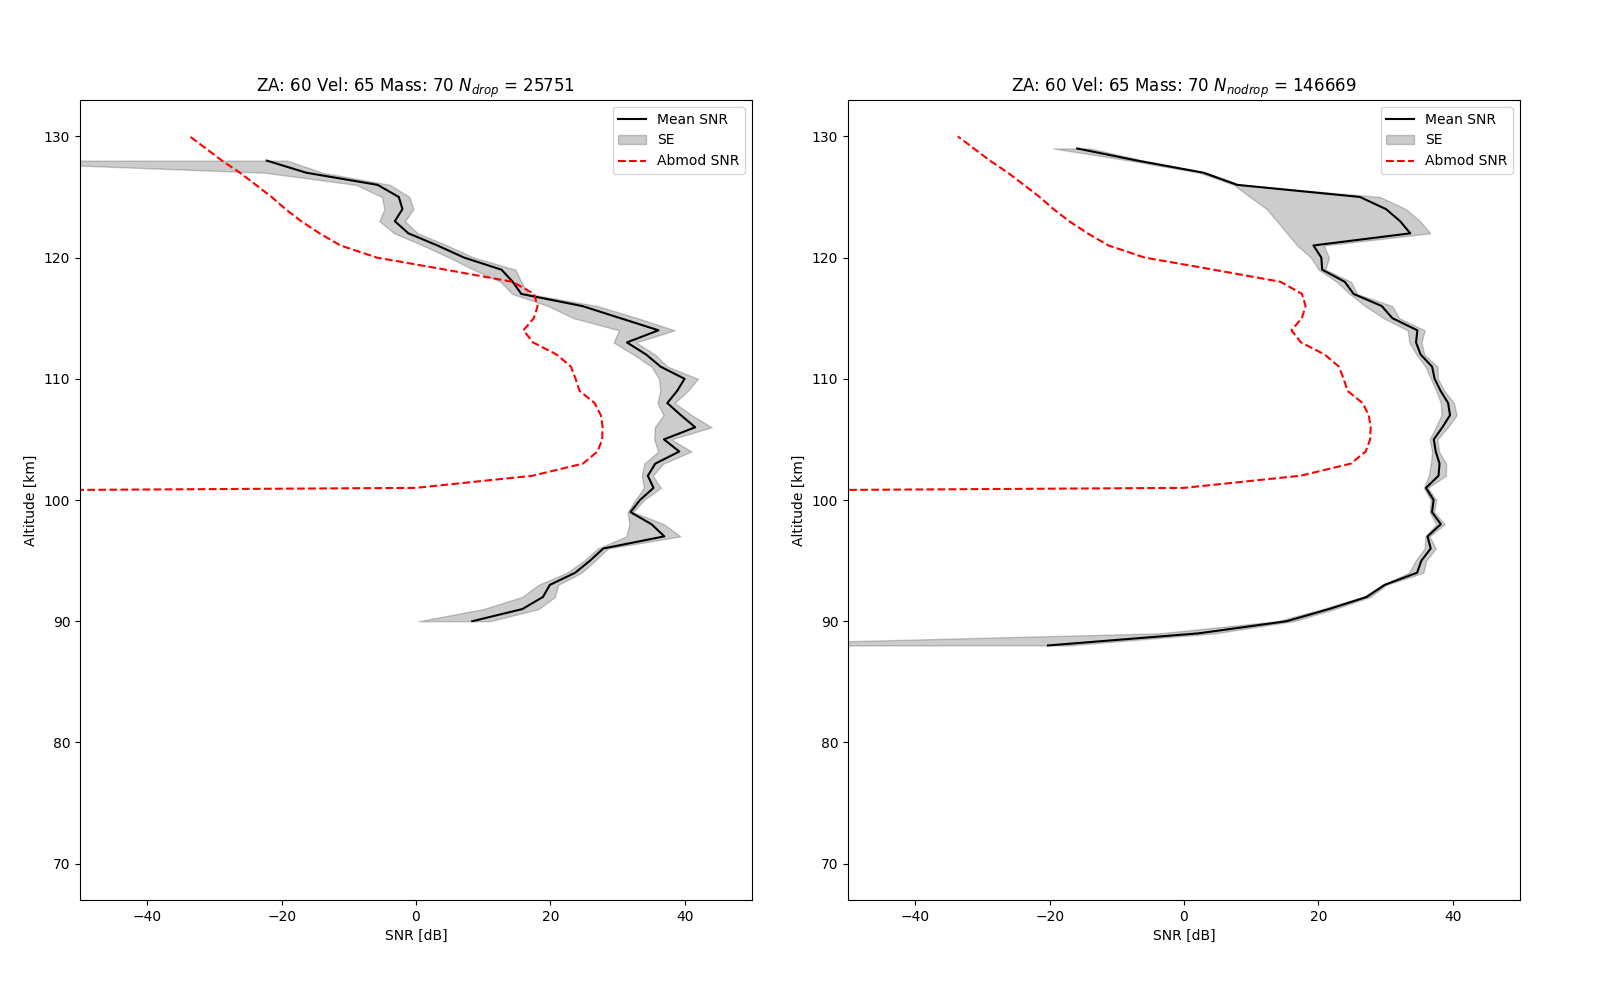 ZA: 60 Vel: 65 Mass: 70 N_drop = 25751
Mean SNR
SE
Abmod SNR
130
120
110
100
90
80
70
Altitude [km]
−40
−20
0
20
40
SNR [dB]
ZA: 60 Vel: 65 Mass: 70 N_nodrop = 146669
Mean SNR
SE
Abmod SNR
130
120
110
100
90
80
70
Altitude [km]
−40
−20
0
20
40
SNR [dB]